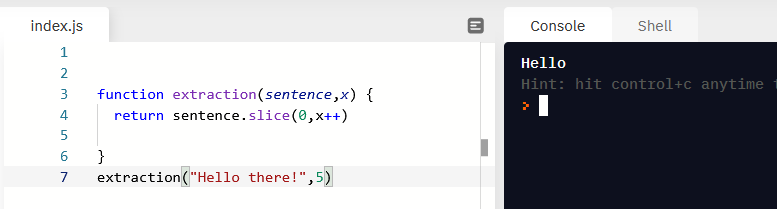 index.js
1
2
3 function extraction(sentence,x) {
4 return sentence.slice(0,x++)
5
6 }
7 extraction("Hello there!",5)
Console Shell
Hello
Hint: hit control+c anytime
>